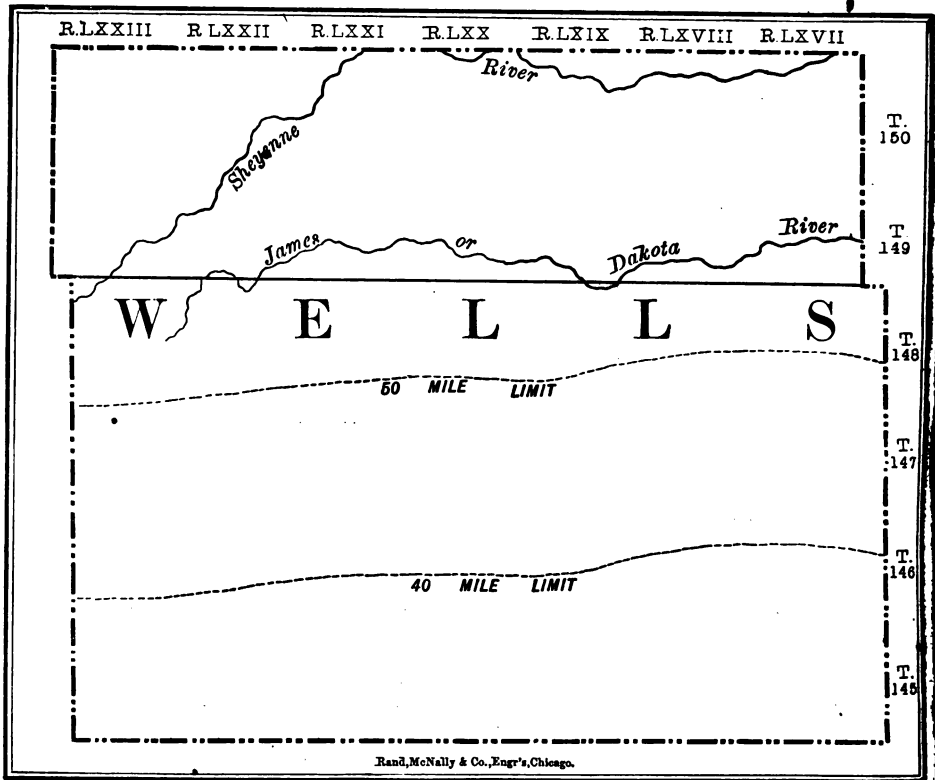 R.LXXIII R LXXII R.LXXI R.LXX R.LXIX R.LXVIII R.LXVII
River
T. 150
Sheyenne
James or Dakota River
T 149
W E L L S
T. 148
50 MILE LIMIT
T. 147
T. 146
40 MILE LIMIT
T. 145
Rand, McNally & Co., Engr's, Chicago.